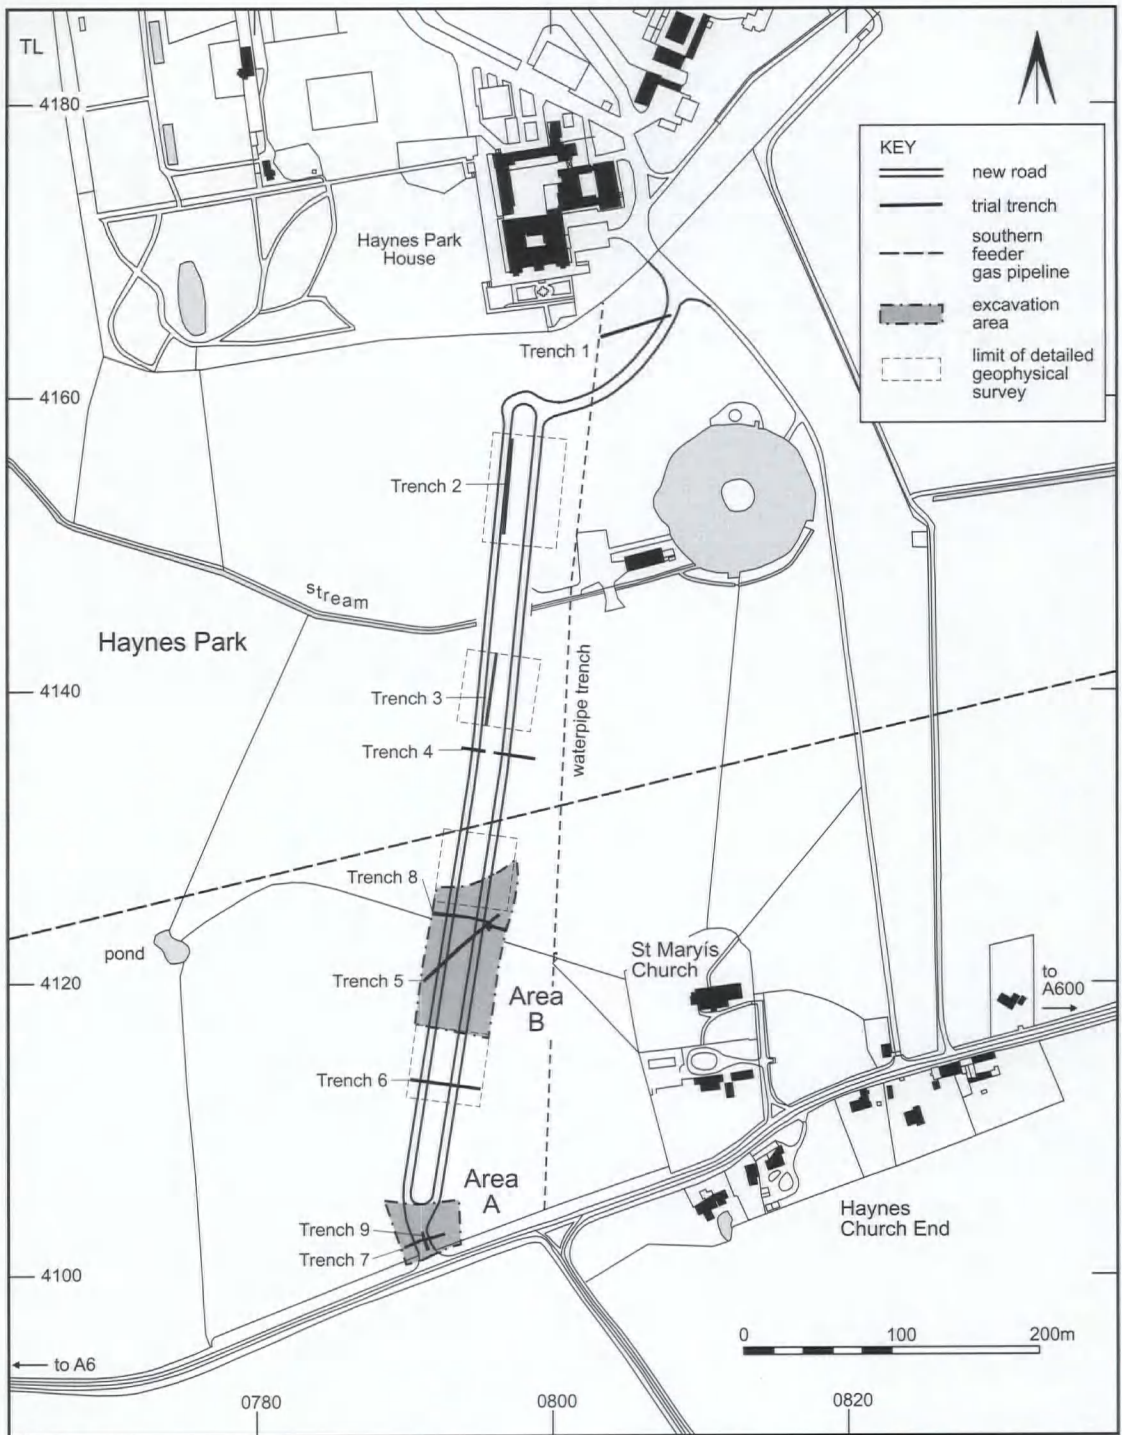 TL
4180
KEY
new road
trial trench
southern
feeder
gas pipeline
excavation
area
limit of detailed
geophysical
survey
Haynes Park
House
Trench 1
4160
Trench 2
stream
Haynes Park
4140
Trench 3
Trench 4
waterpipe trench
Trench 8
pond
Trench 5
4120
Area
B
St Maryís
Church
to
A600
Trench 6
Area
A
Trench 9
Trench 7
Haynes
Church End
4100
0
100
200m
to A6
0780
0800
0820